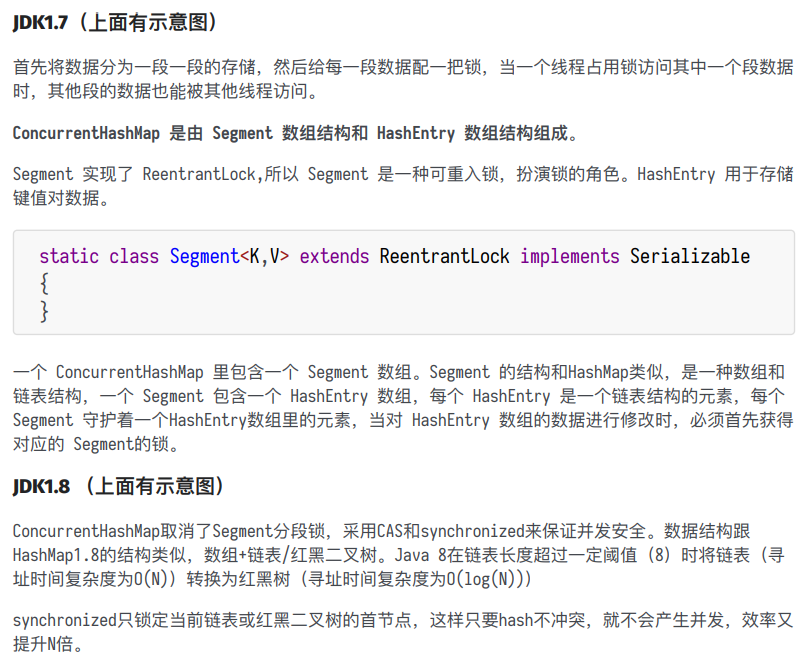 JDK1.7（上面有示意图）
首先将数据分为一段一段的存储，然后给每一段数据配一把锁，当一个线程占用锁访问其中一个段数据
时，其他段的数据也能被其他线程访问。
ConcurrentHashMap 是由 Segment 数组结构和 HashEntry 数组结构组成。
Segment 实现了 ReentrantLock,所以 Segment 是一种可重入锁，扮演锁的角色。HashEntry 用于存储
键值对数据。
static class Segment<K,V> extends ReentrantLock implements Serializable
{
}
一个 ConcurrentHashMap 里包含一个 Segment 数组。Segment 的结构和HashMap类似，是一种数组和
链表结构，一个 Segment 包含一个 HashEntry 数组，每个 HashEntry 是一个链表结构的元素，每个
Segment 守护着一个HashEntry数组里的元素，当对 HashEntry 数组的数据进行修改时，必须首先获得
对应的 Segment的锁。
JDK1.8 （上面有示意图）
ConcurrentHashMap取消了Segment分段锁，采用CAS和synchronized来保证并发安全。数据结构跟
HashMap1.8的结构类似，数组+链表/红黑二叉树。Java 8在链表长度超过一定阈值（8）时将链表（寻
址时间复杂度为O(N)）转换为红黑树（寻址时间复杂度为O(log(N))）
synchronized只锁定当前链表或红黑二叉树的首节点，这样只要hash不冲突，就不会产生并发，效率又
提升N倍。